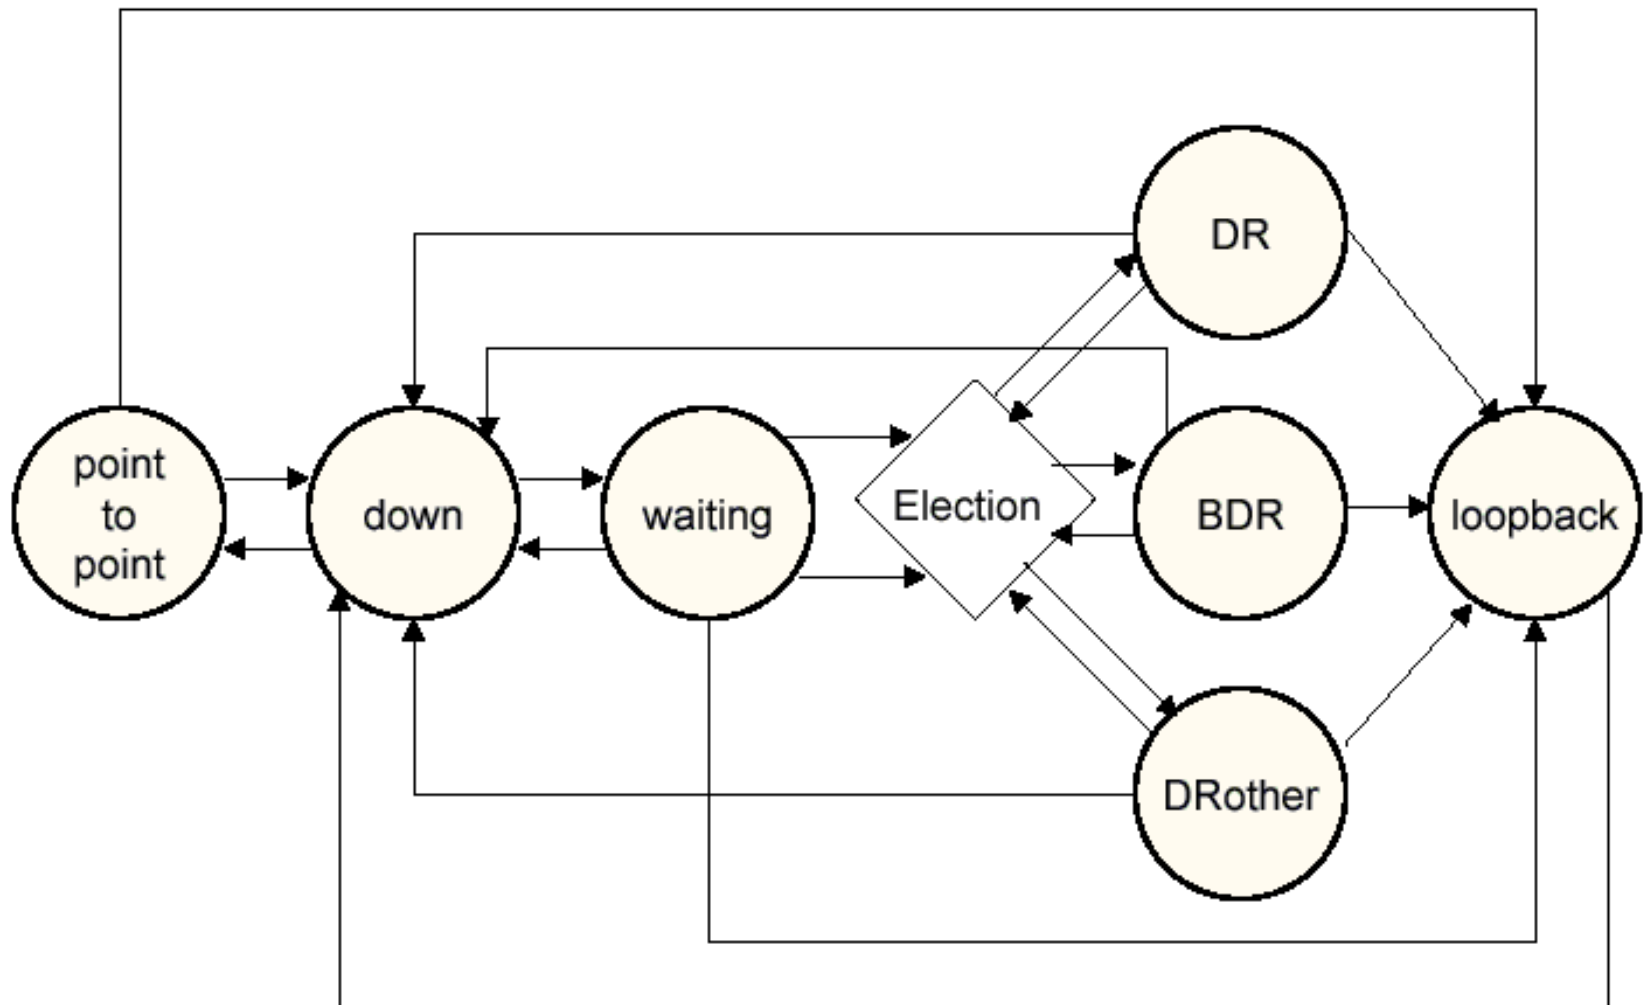 DR
point
to
point
down
waiting
Election
BDR
loopback
DRother